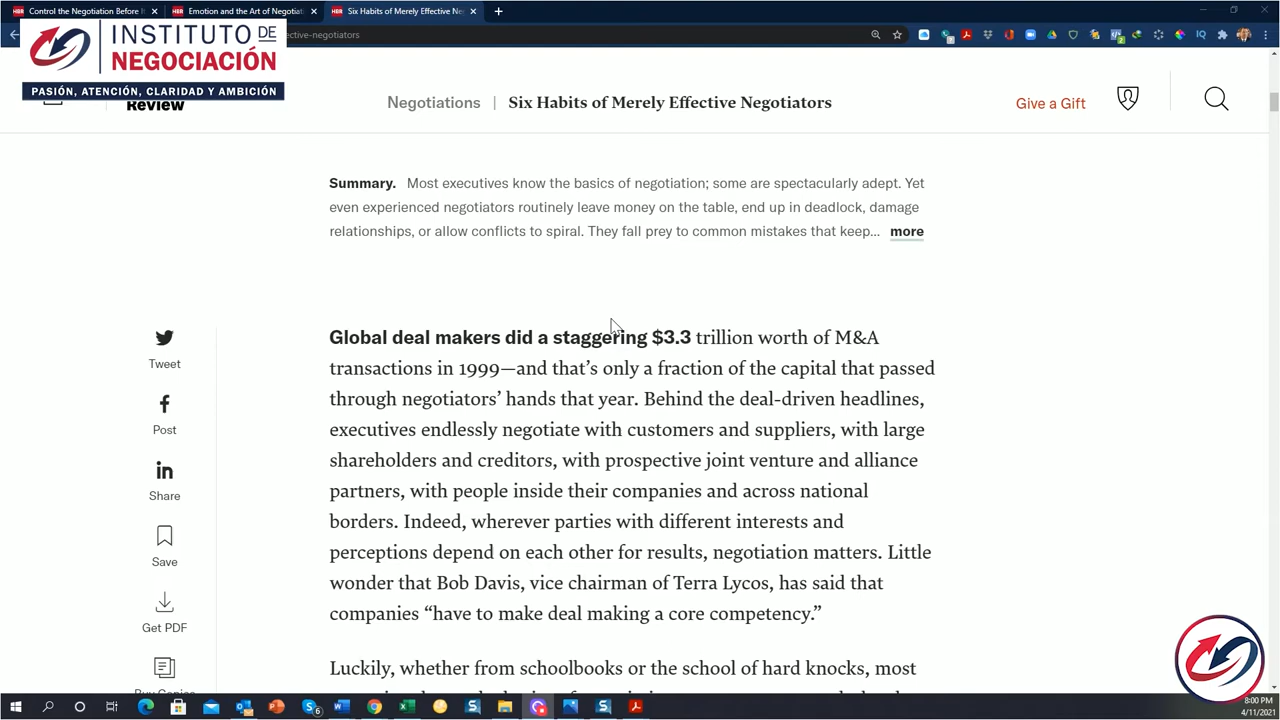 Control the Negotiation Before It
Emotion and the Art of Negotiat
Six Habits of Merely Effective Ne
ective-negotiators
INSTITUTO DE
NEGOCIACIÓN
PASIÓN, ATENCIÓN, CLARIDAD Y AMBICIÓN
Review
Negotiations | Six Habits of Merely Effective Negotiators
Give a Gift
Summary. Most executives know the basics of negotiation; some are spectacularly adept. Yet
even experienced negotiators routinely leave money on the table, end up in deadlock, damage
relationships, or allow conflicts to spiral. They fall prey to common mistakes that keep... more
Tweet
Post
Share
Save
Get PDF
Global deal makers did a staggering $3.3 trillion worth of M&A
transactions in 1999—and that’s only a fraction of the capital that passed
through negotiators’ hands that year. Behind the deal-driven headlines,
executives endlessly negotiate with customers and suppliers, with large
shareholders and creditors, with prospective joint venture and alliance
partners, with people inside their companies and across national
borders. Indeed, wherever parties with different interests and
perceptions depend on each other for results, negotiation matters. Little
wonder that Bob Davis, vice chairman of Terra Lycos, has said that
companies “have to make deal making a core competency.”
Luckily, whether from schoolbooks or the school of hard knocks, most
8:00 PM
4/11/2021